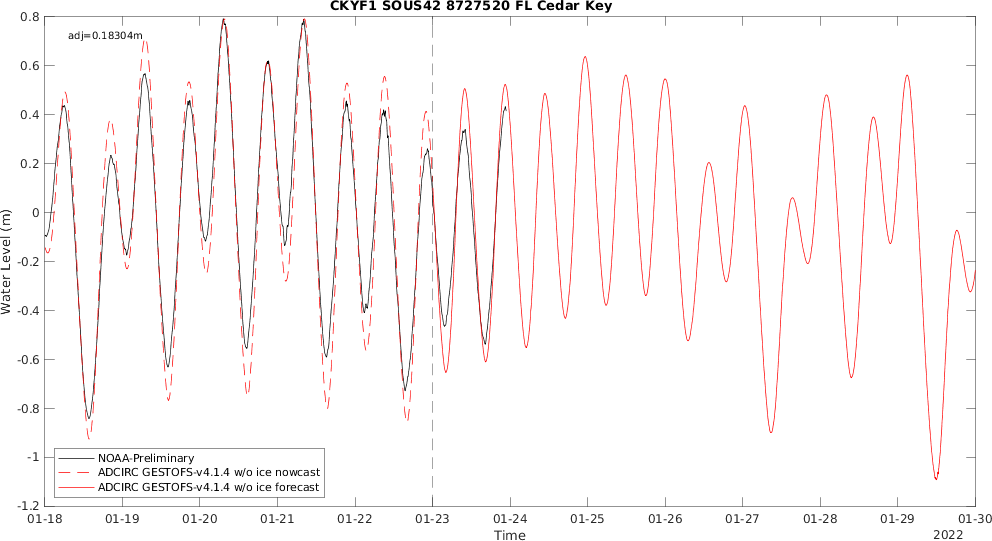 CKYF1 SOUS42 8727520 FL Cedar Key
adj=0.18304m
0.8
0.6
0.4
0.2
0
-0.2
-0.4
-0.6
-0.8
-1
-1.2
Water Level (m)
NOAA-Preliminary
ADCIRC GESTOFS-v4.1.4 w/o ice nowcast
ADCIRC GESTOFS-v4.1.4 w/o ice forecast
01-18 01-19 01-20 01-21 01-22 01-23 01-24 01-25 01-26 01-27 01-28 01-29 01-30
Time
2022